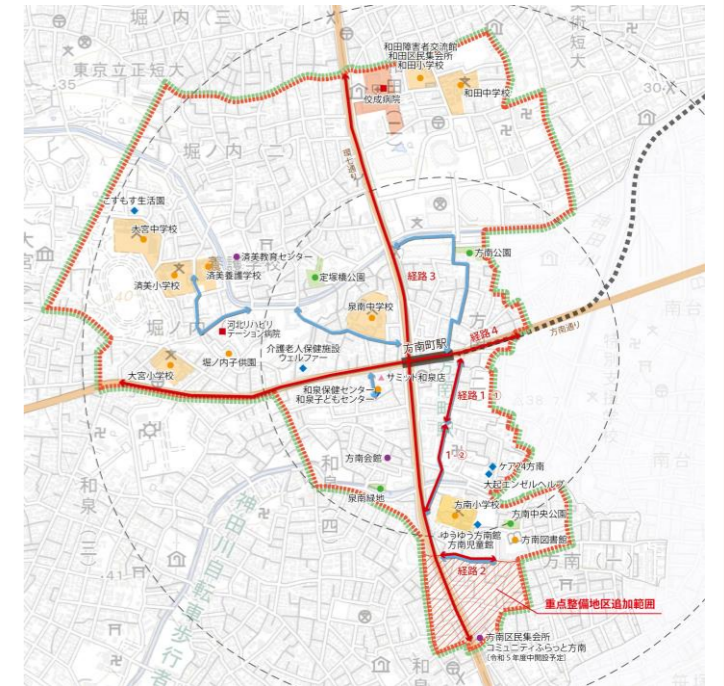 堀ノ内(三)
和田障害者交流館
和田区民集会所
和田小学校
東京立正短大
.35
和田中学校
30-X
佼成病院
堀ノ内(二)
環七通り
こすもす生活園
大宮中学校
済美教育センター
方南公園
済美小学校
済美養護学校
定塚橋公園
経路3
泉南中学校
堀ノ内
河北リハビリ
テーション病院
方南町駅
経路4
方南通り
介護老人保健施設
ウェルファー
堀ノ内子供園
大宮小学校
サミット和泉店
和泉保健センター
和泉子どもセンター
経路1-①
1-②
方南会館
ケア24方南
大起エンゼルヘルプ
南台
泉南緑地
方南小学校
方南中央公園
ゆうゆう方南館
方南児童館
方南図書館
和泉(三)
神田川自転車歩行者
.41
経路2
方南(一)
重点整備地区追加範囲
方南区民集会所
コミュニティふらっと方南
〔令和5年度中開設予定〕